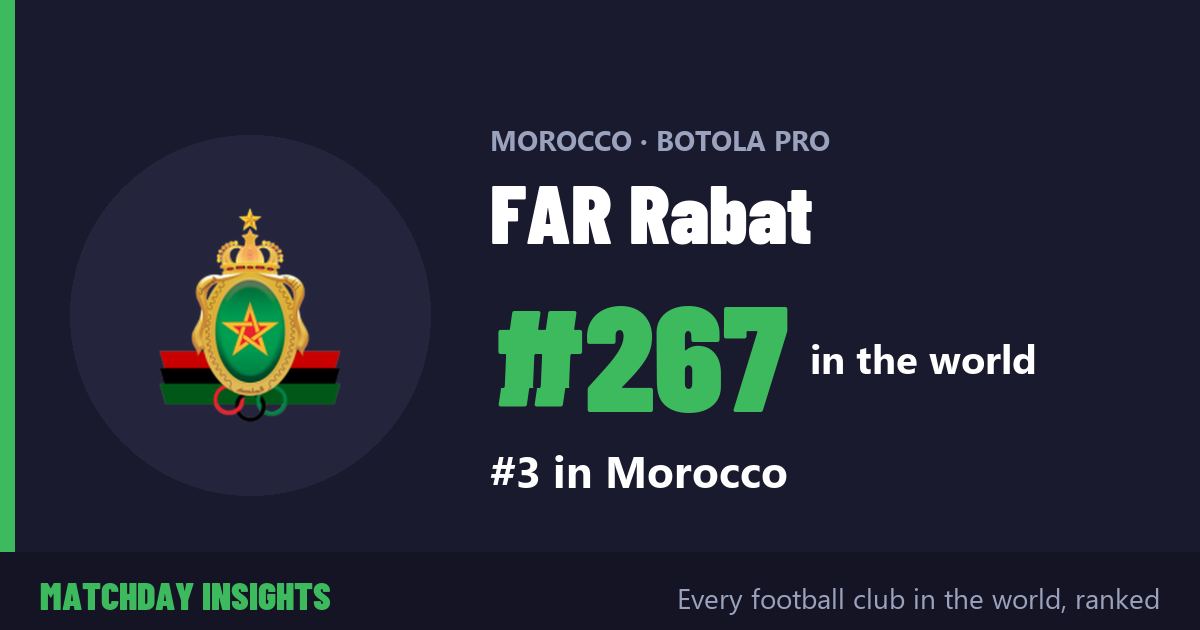 MOROCCO · BOTOLA PRO
FAR Rabat
#267 in the world
#3 in Morocco
MATCHDAY INSIGHTS
Every football club in the world, ranked